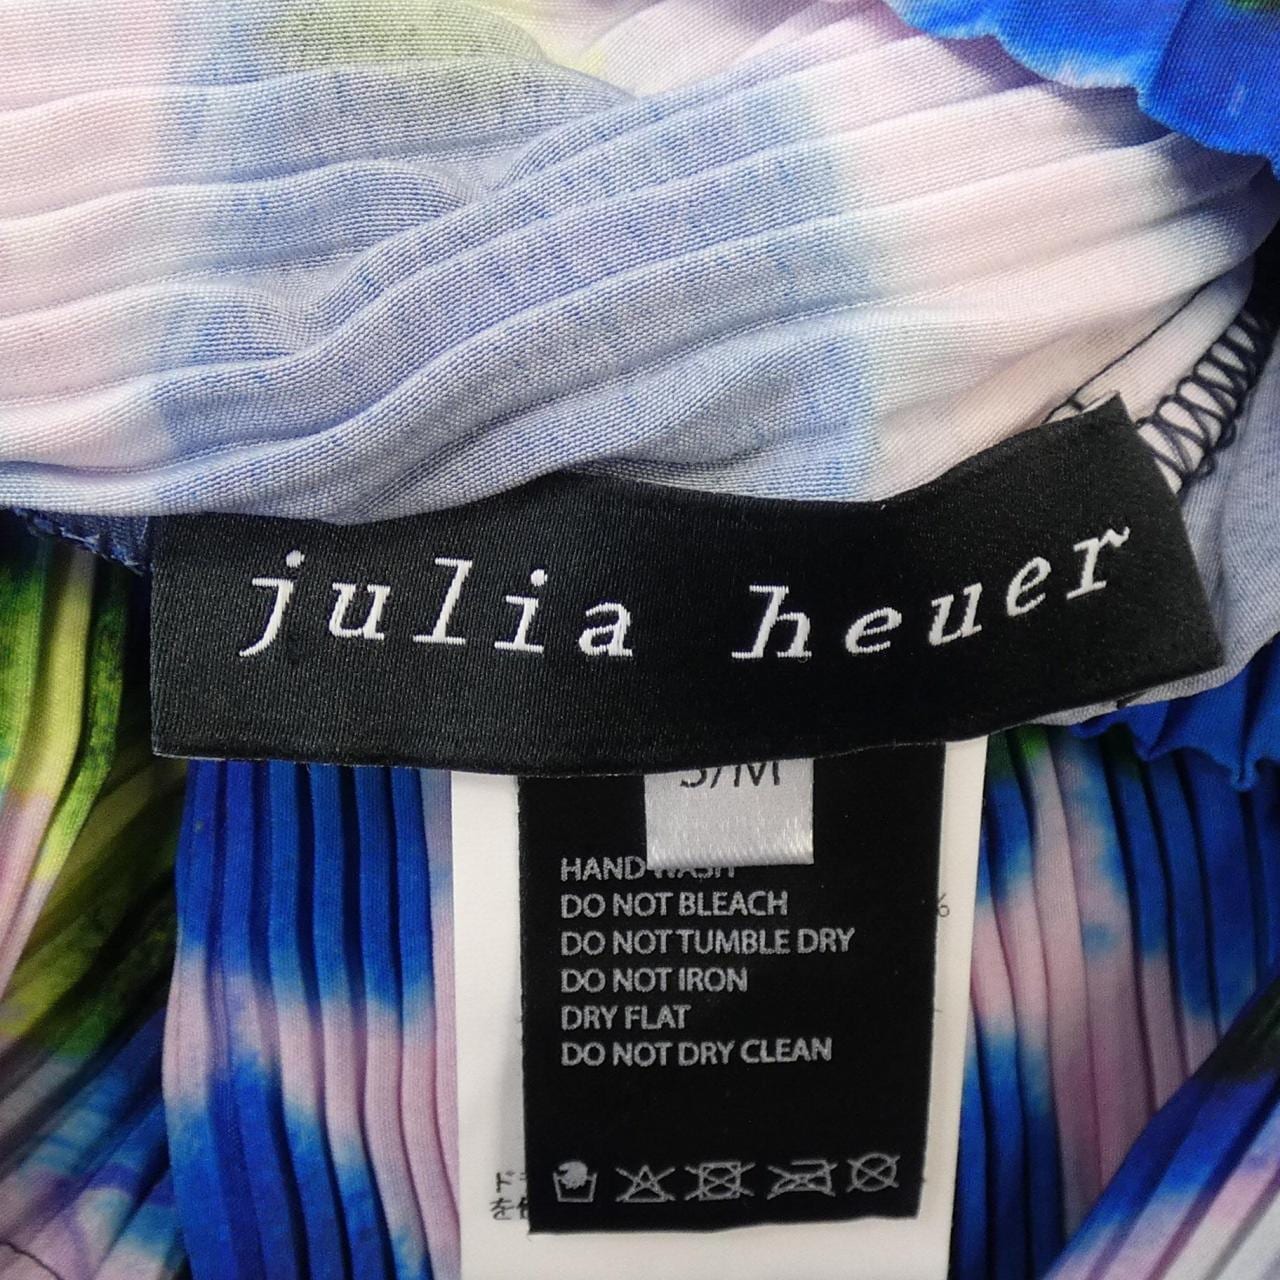 julia heuer
S/M
HAND WASH
DO NOT BLEACH
DO NOT TUMBLE DRY
DO NOT IRON
DRY FLAT
DO NOT DRY CLEAN
%